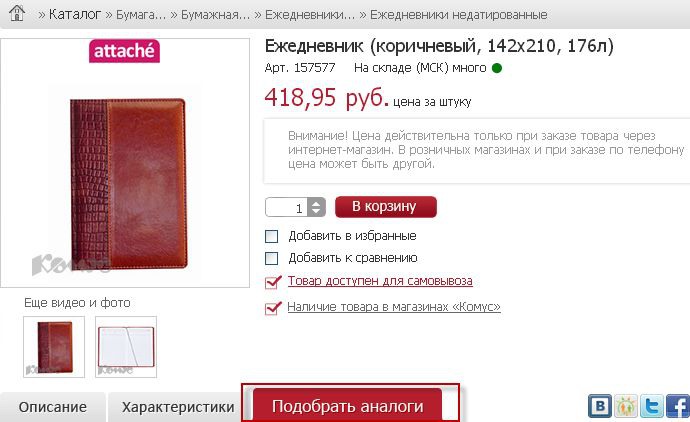 » Каталог » Бумага... » Бумажная... » Ежедневники... » Ежедневники недатированные
attaché
Ежедневник (коричневый, 142x210, 176л)
Арт. 157577 На складе (МСК) много
418,95 руб. цена за штуку
Внимание! Цена действительна только при заказе товара через
интернет-магазин. В розничных магазинах и при заказе по телефону
цена может быть другой.
1 В корзину
Добавить в избранные
Добавить к сравнению
Товар доступен для самовывоза
Наличие товара в магазинах «Комус»
Комус
Еще видео и фото
Комус
Комус
Описание Характеристики Подобрать аналоги
В t f